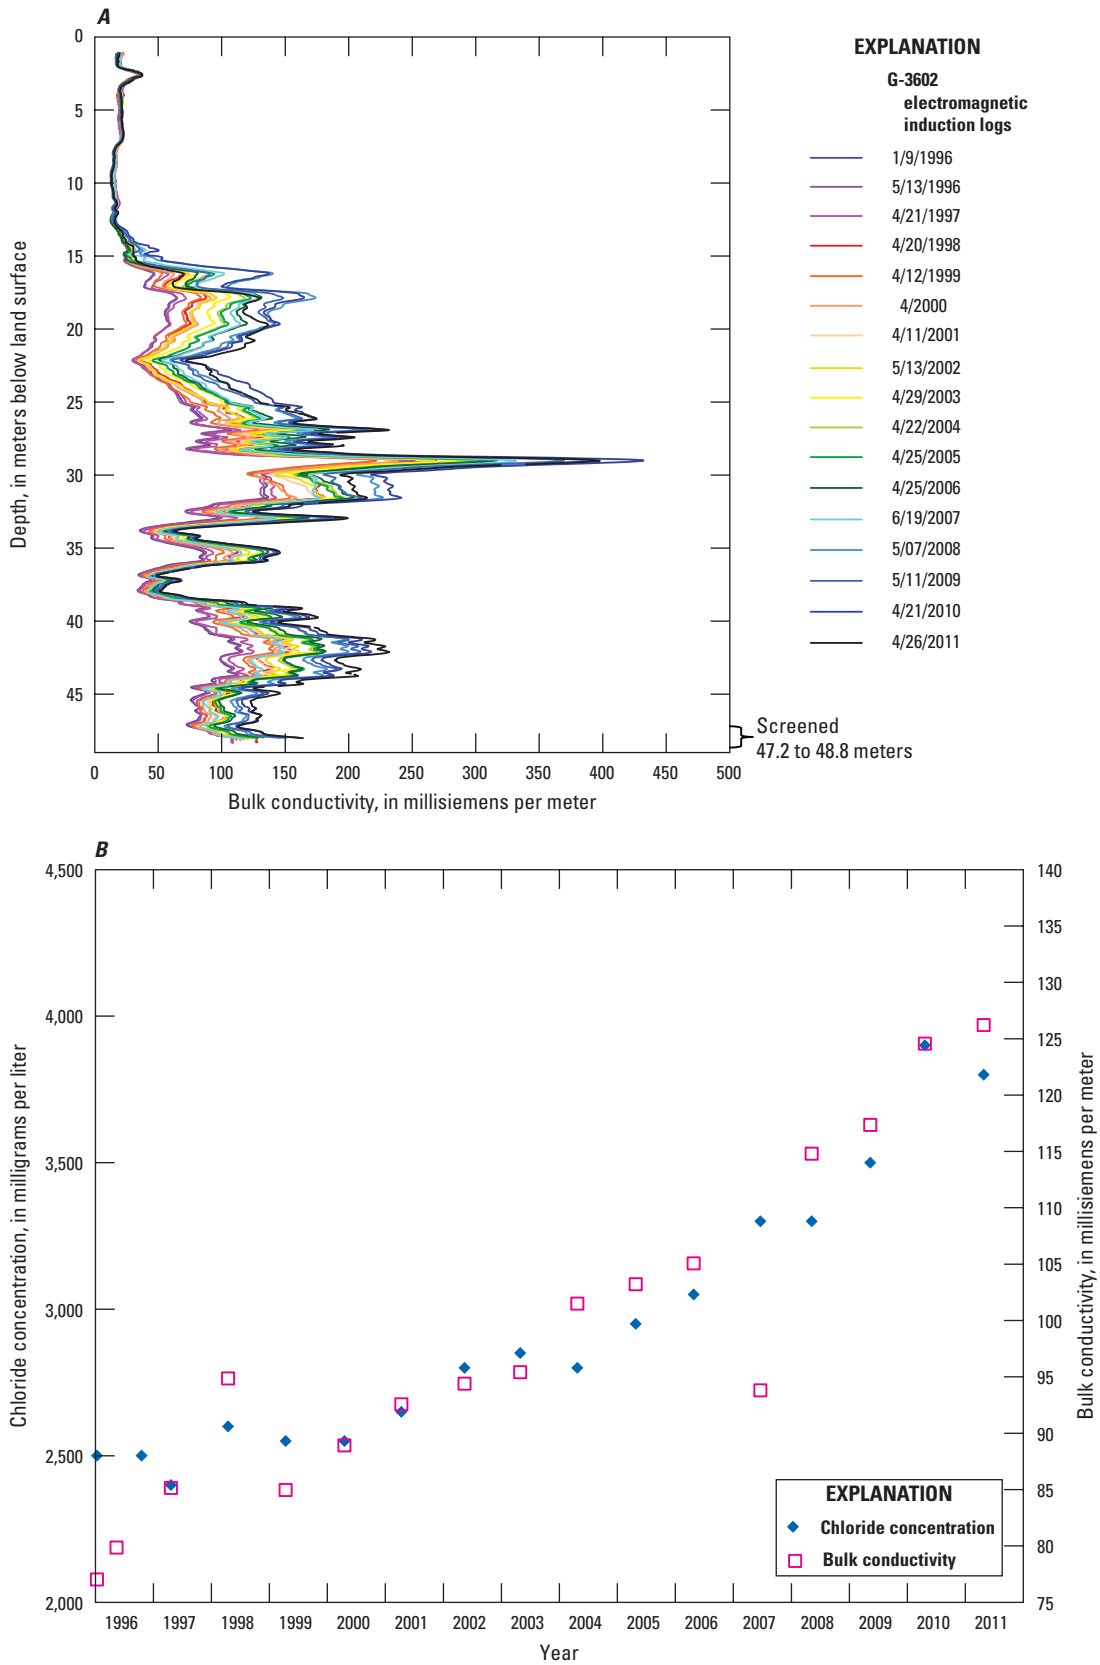 A
0
5
10
15
20
25
30
35
40
45
Depth, in meters below land surface
0 50 100 150 200 250 300 350 400 450 500
Bulk conductivity, in millisiemens per meter
EXPLANATION
G-3602
electromagnetic
induction logs
1/9/1996
5/13/1996
4/21/1997
4/20/1998
4/12/1999
4/2000
4/11/2001
5/13/2002
4/29/2003
4/22/2004
4/25/2005
4/25/2006
6/19/2007
5/07/2008
5/11/2009
4/21/2010
4/26/2011
Screened
47.2 to 48.8 meters
B
4,500
4,000
3,500
3,000
2,500
2,000
Chloride concentration, in milligrams per liter
140
135
130
125
120
115
110
105
100
95
90
85
80
75
Bulk conductivity, in millisiemens per meter
EXPLANATION
Chloride concentration
Bulk conductivity
1996 1997 1998 1999 2000 2001 2002 2003 2004 2005 2006 2007 2008 2009 2010 2011
Year